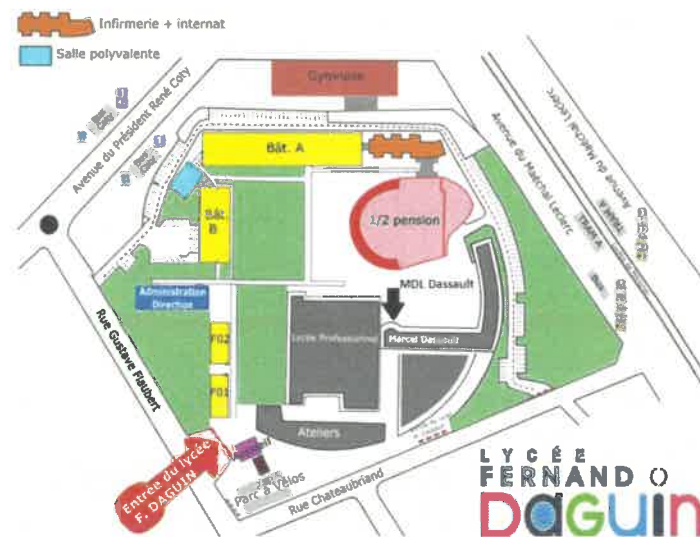 Infirmerie + internat
Salle polyvalente
Gymnase
Avenue du Président René Coty
Avenue du Maréchal Leclerc
Avenue du Maréchal Leclerc
TRAM A
Bât. A
1/2 pension
Bât.
B
MDL Dassault
Administration
Direction
Lycée Professionnel
Marcel Dassault
F02
F01
Rue Gustave Flaubert
Ateliers
Entrée du lycée
F. DAGUIN
Parc à Vélos
Rue Chateaubriand
LYCÉE
FERNAND
DaGUIN